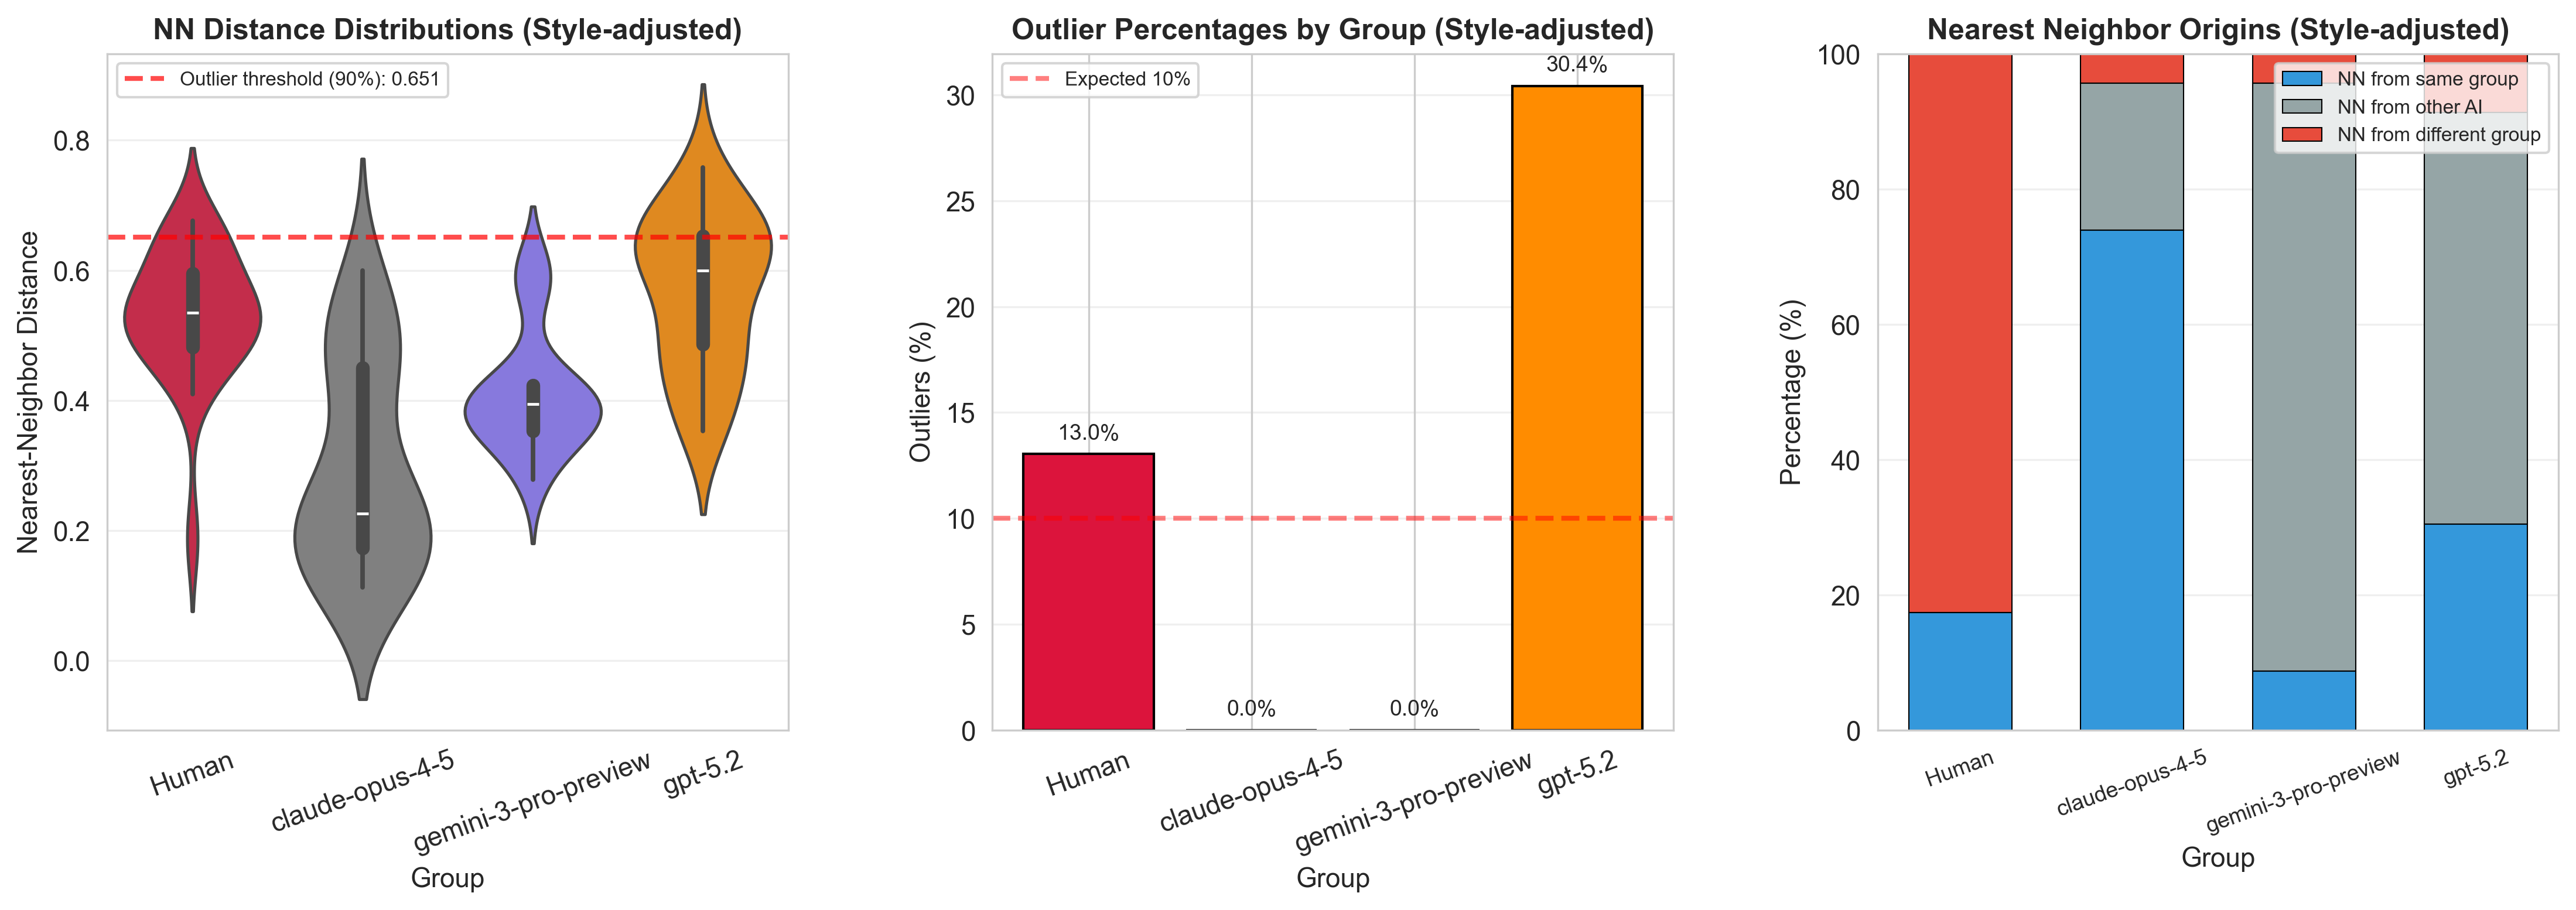 NN Distance Distributions (Style-adjusted)
Outlier threshold (90%): 0.651
Nearest-Neighbor Distance
0.8
0.6
0.4
0.2
0.0
Human
claude-opus-4-5
gemini-3-pro-preview
gpt-5.2
Group
Outlier Percentages by Group (Style-adjusted)
Expected 10%
Outliers (%)
30
25
20
15
10
5
0
13.0%
0.0%
0.0%
30.4%
Human
claude-opus-4-5
gemini-3-pro-preview
gpt-5.2
Group
Nearest Neighbor Origins (Style-adjusted)
NN from same group
NN from other AI
NN from different group
Percentage (%)
100
80
60
40
20
0
Human
claude-opus-4-5
gemini-3-pro-preview
gpt-5.2
Group